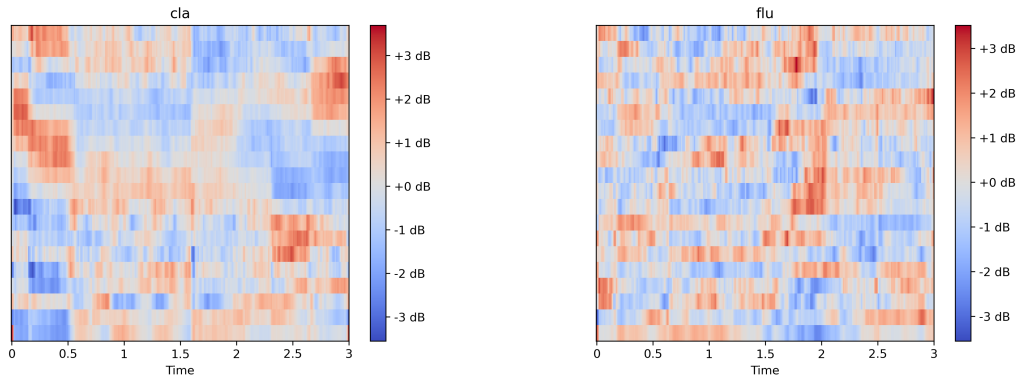 cla
+3 dB
+2 dB
+1 dB
+0 dB
-1 dB
-2 dB
-3 dB
0 0.5 1 1.5 2 2.5 3
Time
flu
+3 dB
+2 dB
+1 dB
+0 dB
-1 dB
-2 dB
-3 dB
0 0.5 1 1.5 2 2.5 3
Time